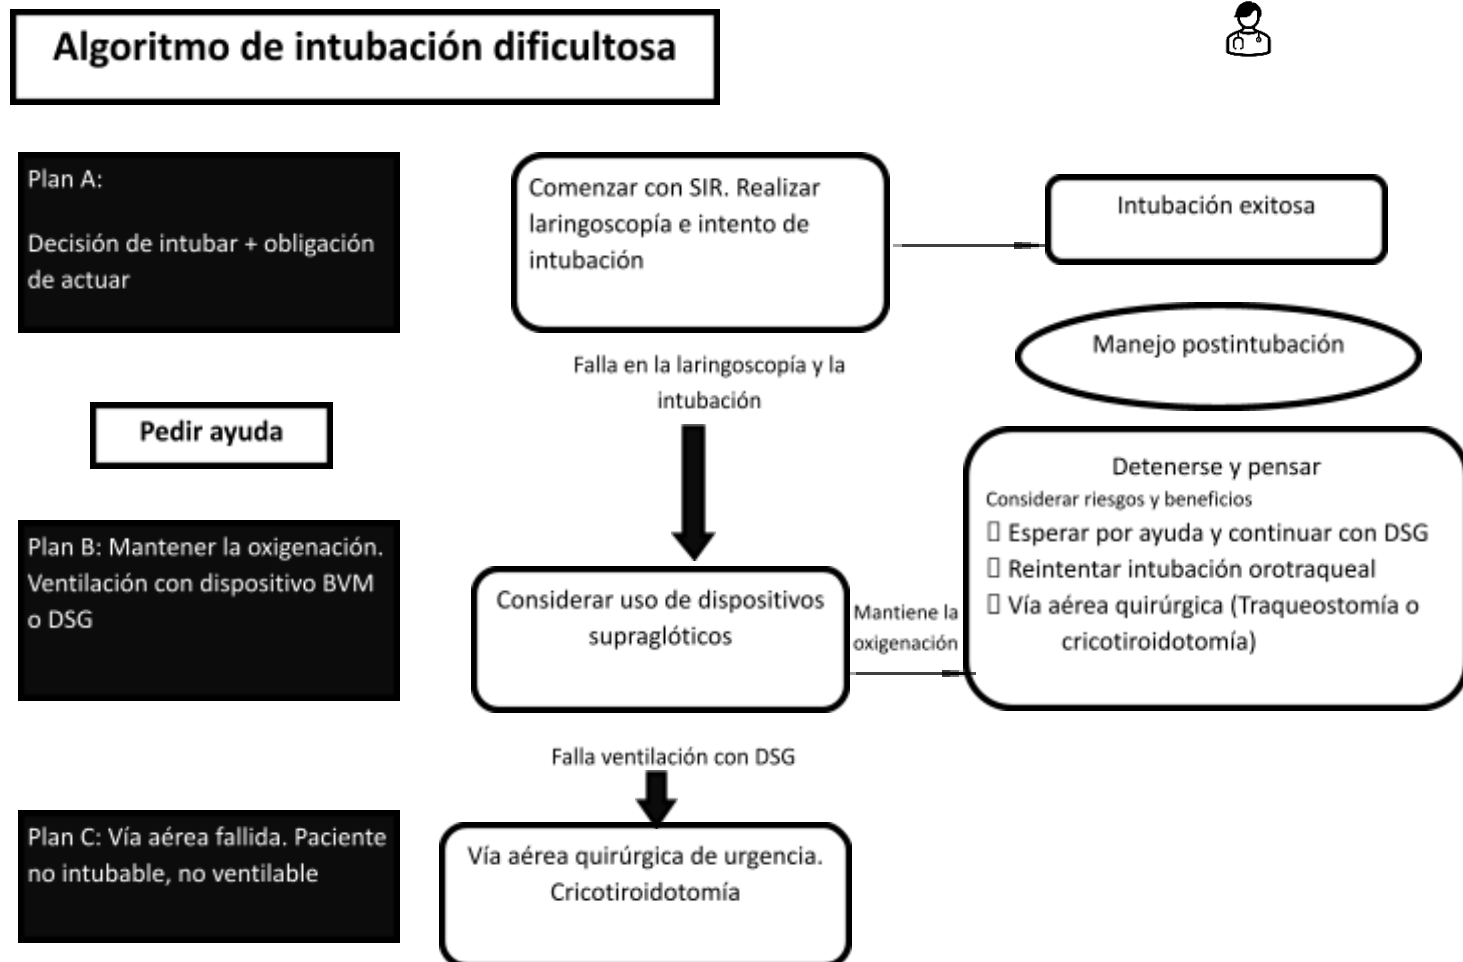 Algoritmo de intubación dificultosa
Plan A:
Decisión de intubar + obligación
de actuar
Comenzar con SIR. Realizar
laringoscopía e intento de
intubación
Intubación exitosa
Manejo postintubación
Falla en la laringoscopía y la
intubación
Pedir ayuda
Plan B: Mantener la oxigenación.
Ventilación con dispositivo BVM
o DSG
Considerar uso de dispositivos
supraglóticos
Mantiene la
oxigenación
Detenerse y pensar
Considerar riesgos y beneficios
Esperar por ayuda y continuar con DSG
Reintentar intubación orotraqueal
Vía aérea quirúrgica (Traqueostomía o
cricotiroidotomía)
Falla ventilación con DSG
Plan C: Vía aérea fallida. Paciente
no intubable, no ventilable
Vía aérea quirúrgica de urgencia.
Cricotiroidotomía